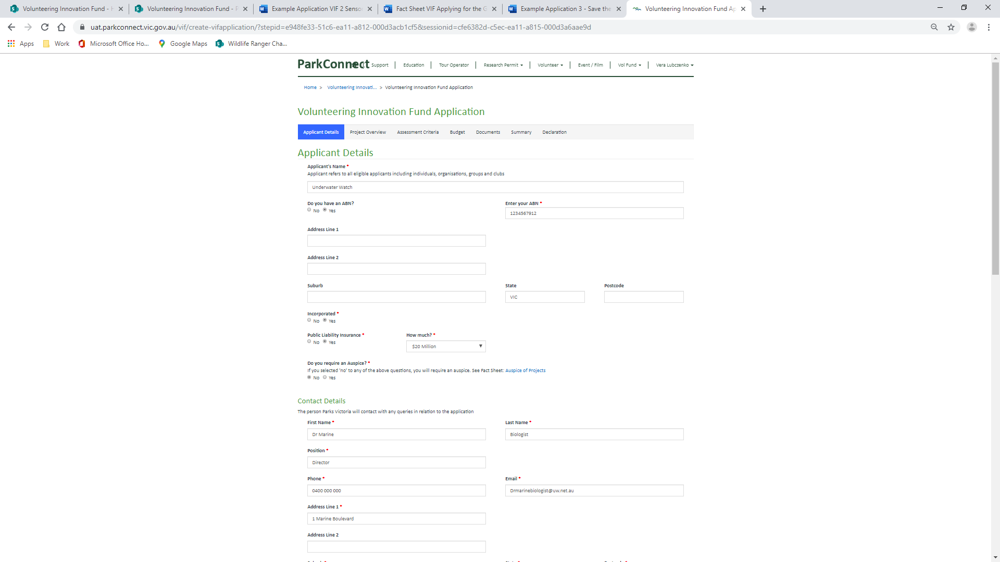 Volunteering Innovation Fund - H
Volunteering Innovation Fund - P
Example Application VIF 2 Senso
Fact Sheet VIF Applying for the G
Example Application 3 - Save the
Volunteering Innovation Fund Ap
uat.parkconnect.vic.gov.au/vif/create-vifapplication/?stepid=e948fe33-51c6-ea11-a812-000d3acb1cf5&sessionid=cfe6382d-c5ec-ea11-a815-000d3a6aae9d
Apps Work Microsoft Office Ho... Google Maps Wildlife Ranger Cha...
ParkConnect Support Education Tour Operator Research Permit Volunteer Event / Film Vol Fund Vera Lubczenko
Home > Volunteering Innovati... > Volunteering Innovation Fund Application
Volunteering Innovation Fund Application
Applicant Details Project Overview Assessment Criteria Budget Documents Summary Declaration
Applicant Details
Applicant's Name *
Applicant refers to all eligible applicants including individuals, organisations, groups and clubs
Underwater Watch
Do you have an ABN? Enter your ABN *
No Yes
1234567912
Address Line 1
Address Line 2
Suburb State Postcode
VIC
Incorporated *
No Yes
Public Liability Insurance * How much? *
No Yes
$20 Million
Do you require an Auspice? *
If you selected 'no' to any of the above questions, you will require an auspice. See Fact Sheet: Auspice of Projects
No Yes
Contact Details
The person Parks Victoria will contact with any queries in relation to the application
First Name * Last Name *
Dr Marine Biologist
Position *
Director
Phone * Email *
0400 000 000 Drmarinebiologist@uw.net.au
Address Line 1 *
1 Marine Boulevard
Address Line 2